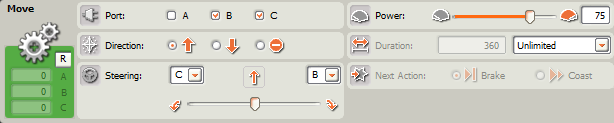 Move
Port: A B C
Power: 75
Direction:
Duration: 360 Unlimited
Steering: C B
Next Action: Brake Coast
R
0 A
0 B
0 C